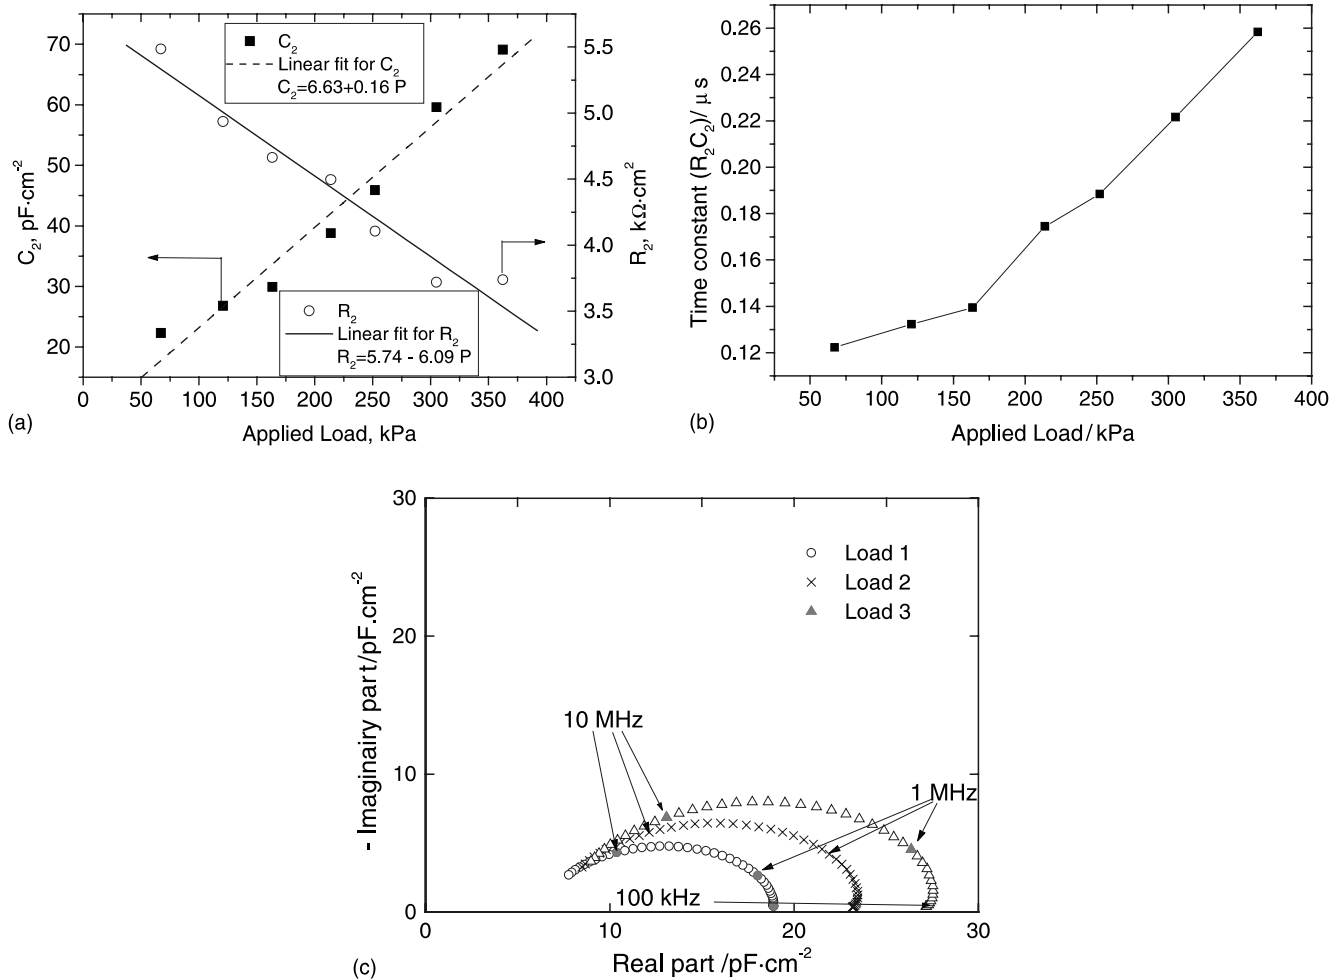 C₂
Linear fit for C₂
C₂=6.63+0.16 P
70
60
50
40
30
20
C₂, pF·cm⁻²
5.5
5.0
4.5
4.0
3.5
3.0
R₂, kΩ·cm²
R₂
Linear fit for R₂
R₂=5.74 - 6.09 P
0 50 100 150 200 250 300 350 400
Applied Load, kPa
(a)
0.26
0.24
0.22
0.20
0.18
0.16
0.14
0.12
Time constant (R₂C₂)/ μs
50 100 150 200 250 300 350 400
Applied Load/kPa
(b)
30
20
10
0
- Imaginairy part/pF.cm⁻²
Load 1
Load 2
Load 3
10 MHz
1 MHz
100 kHz
0 10 20 30
Real part /pF·cm⁻²
(c)